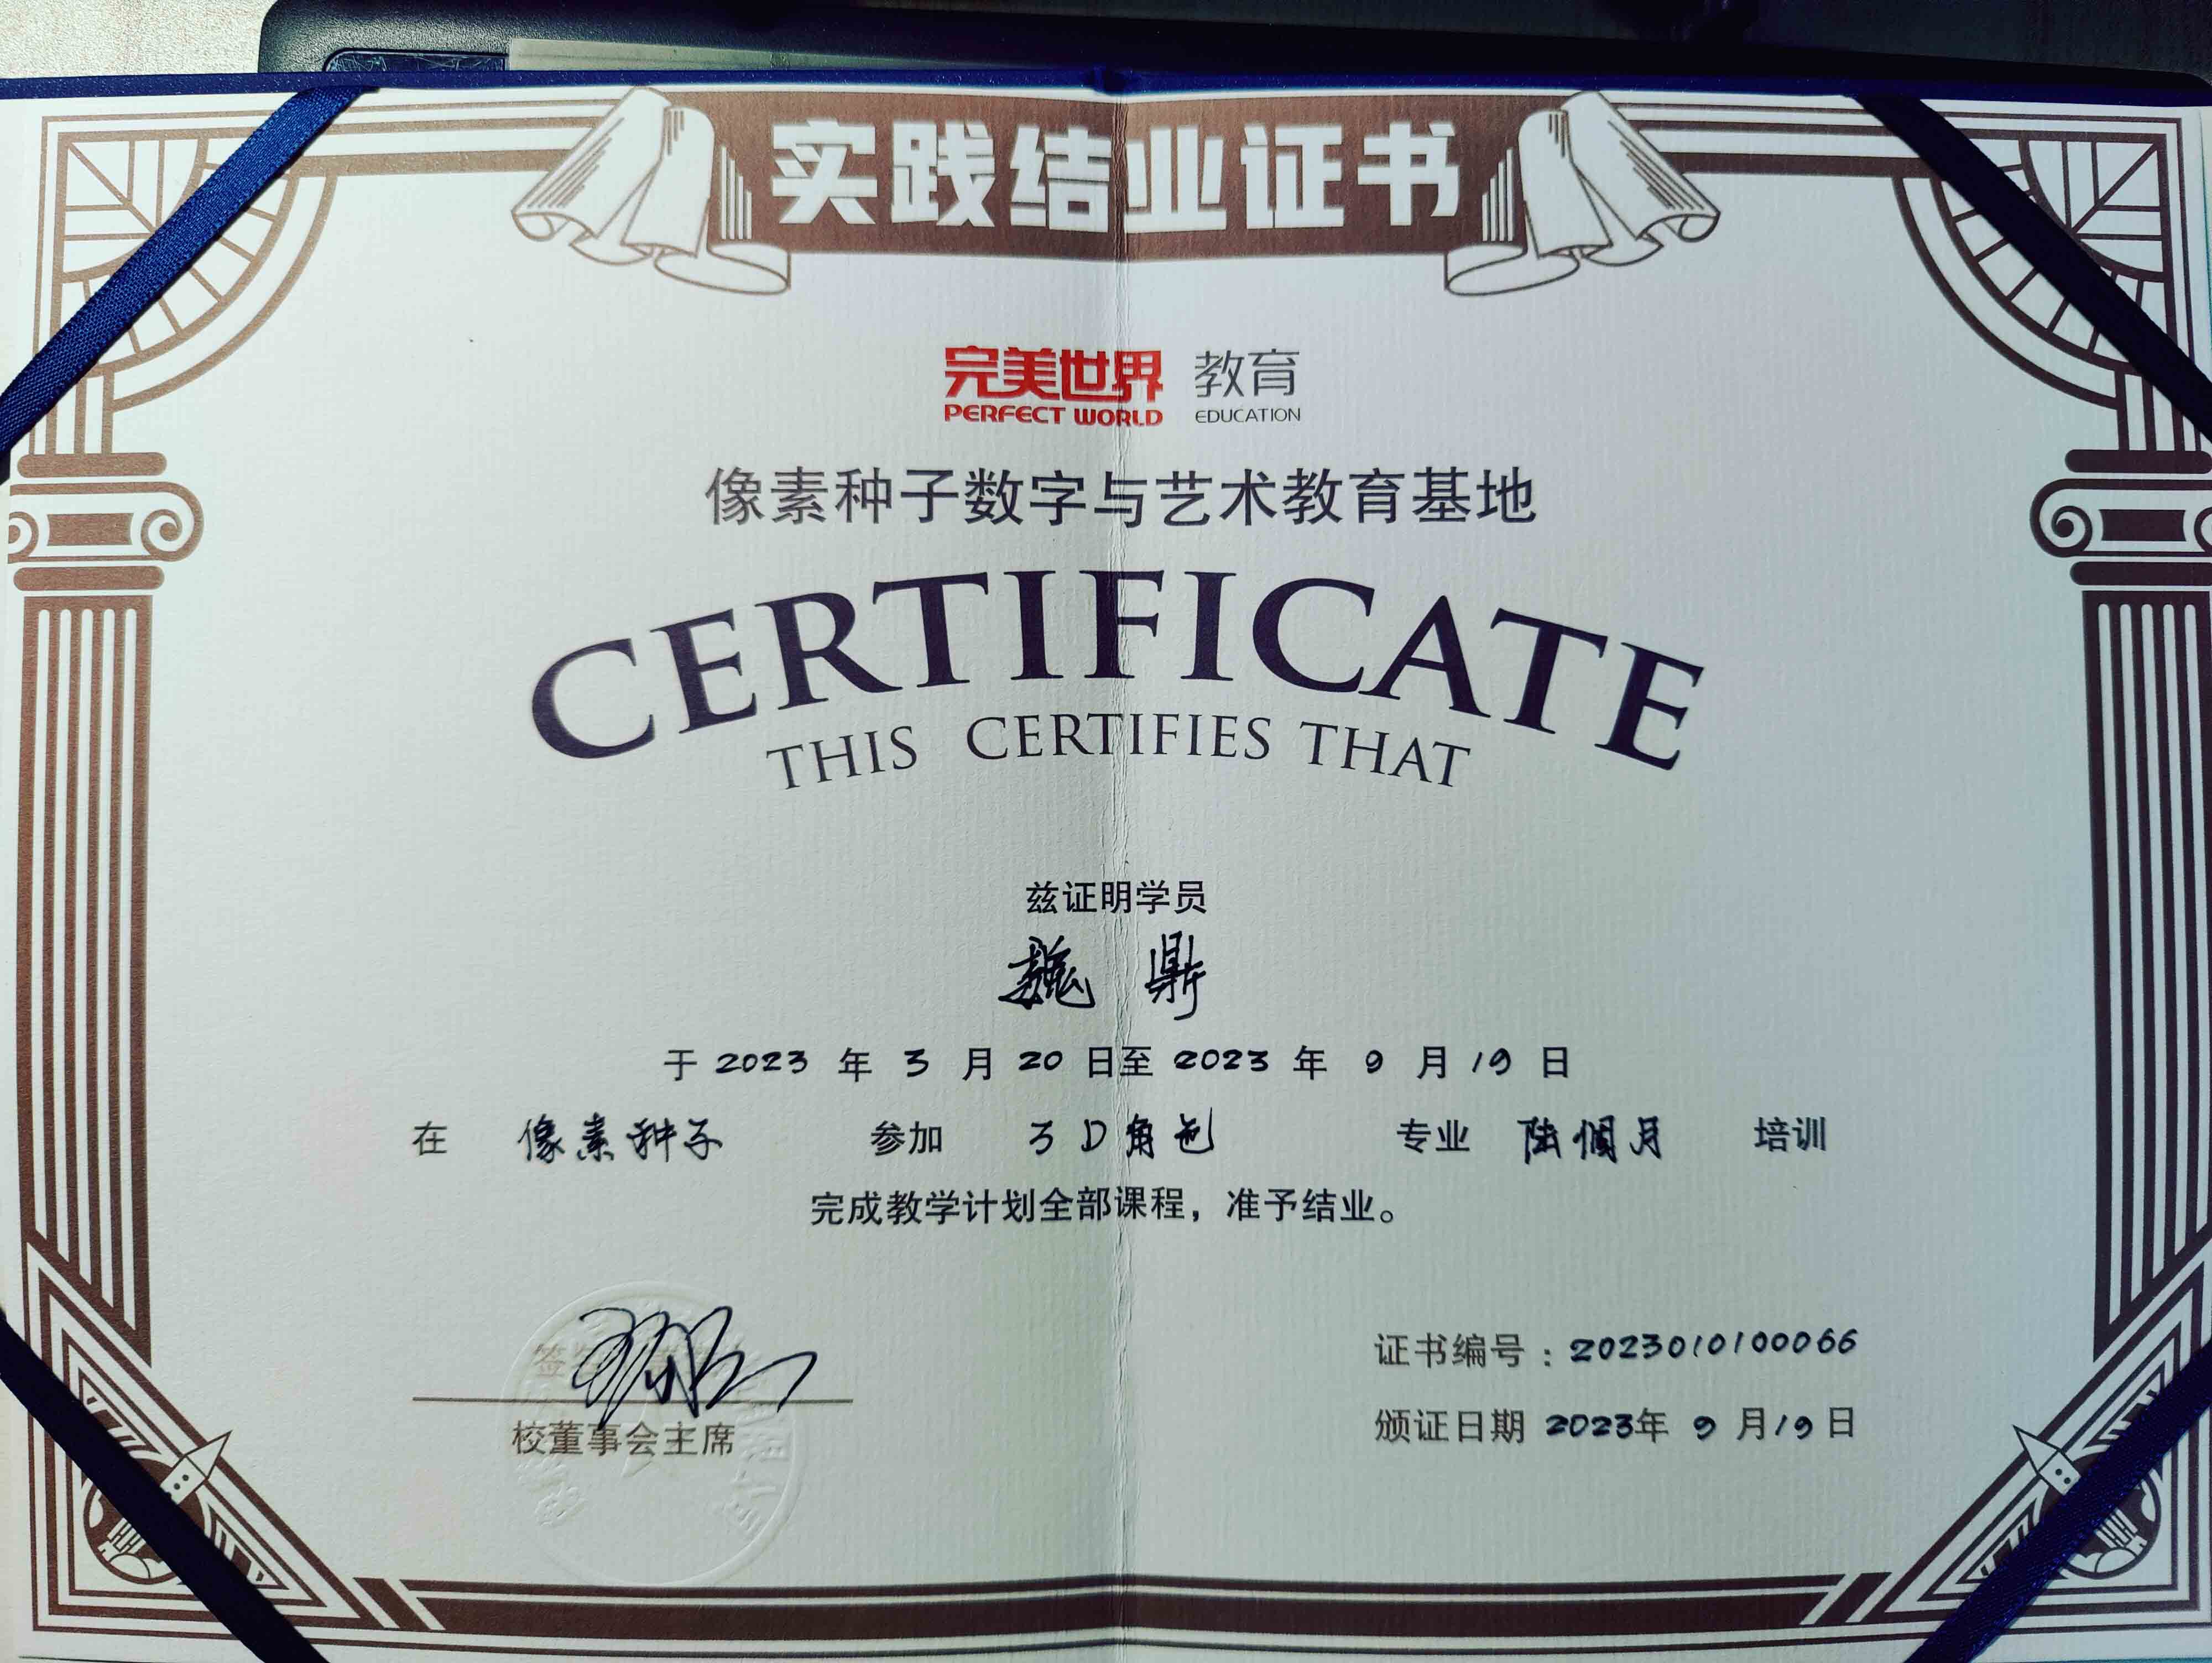 实践结业证书
完美世界 教育
PERFECT WORLD EDUCATION
像素种子数字与艺术教育基地
CERTIFICATE
THIS CERTIFIES THAT
兹证明学员
魏 鼎
于 2023 年 3 月 20 日至 2023 年 9 月 19 日
在 像素种子 参加 3D角色 专业 陆個月 培训
完成教学计划全部课程，准予结业。
证书编号：2023010100066
校董事会主席
颁证日期 2023年 9 月19日